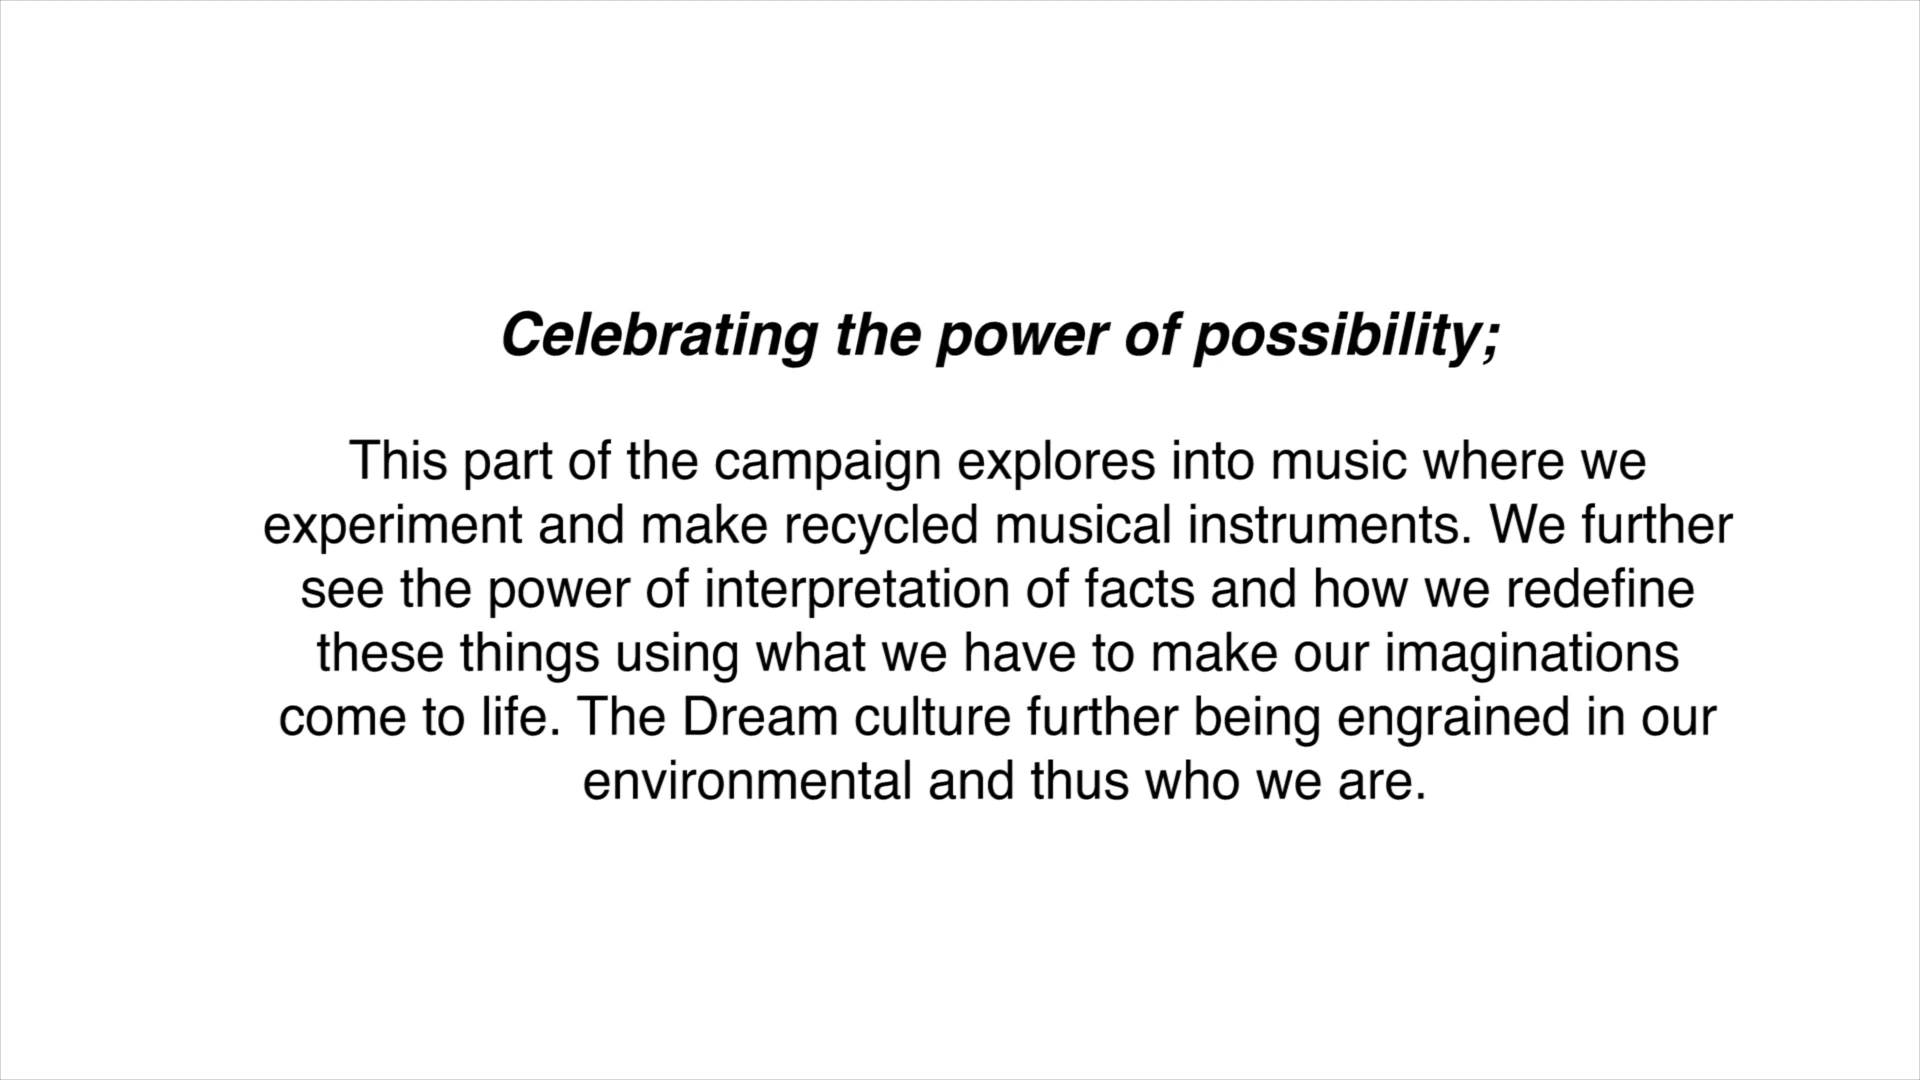 Celebrating the power of possibility;
This part of the campaign explores into music where we
experiment and make recycled musical instruments. We further
see the power of interpretation of facts and how we redefine
these things using what we have to make our imaginations
come to life. The Dream culture further being engrained in our
environmental and thus who we are.